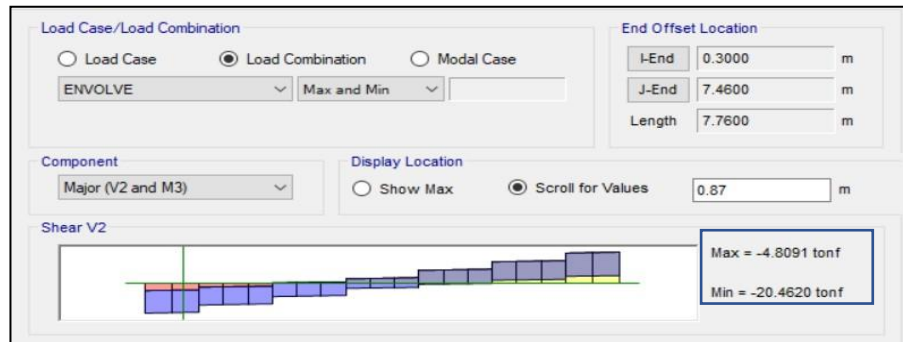 Load Case/Load Combination
Load Case Load Combination Modal Case
ENVOLVE Max and Min
End Offset Location
I-End 0.3000 m
J-End 7.4600 m
Length 7.7600 m
Component
Major (V2 and M3)
Display Location
Show Max Scroll for Values 0.87 m
Shear V2
Max = -4.8091 tonf
Min = -20.4620 tonf